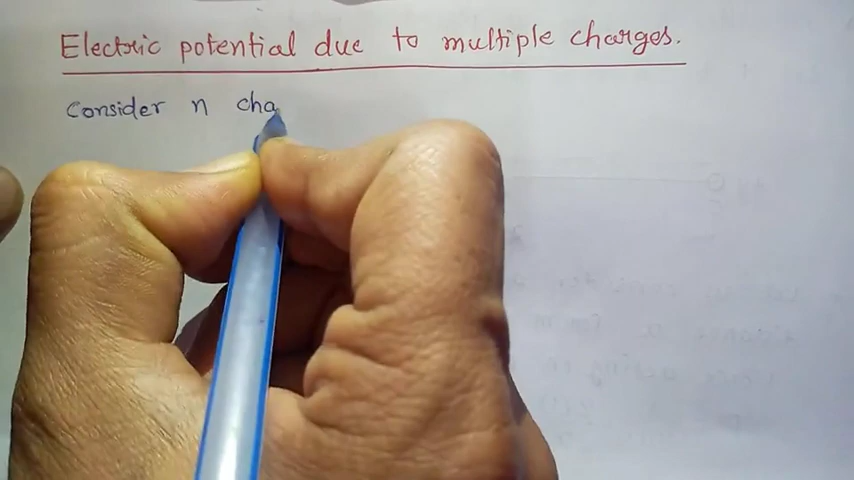 Electric potential due to multiple charges.
Consider n cha